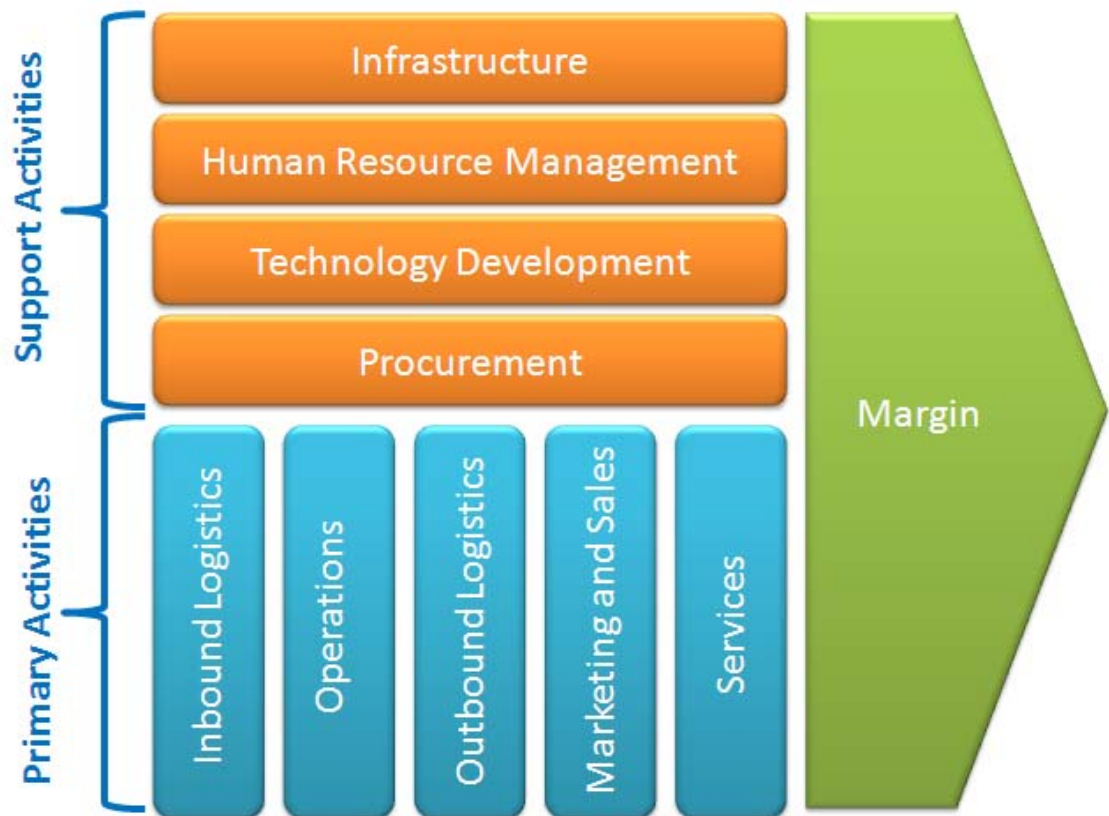 Support Activities
Infrastructure
Human Resource Management
Technology Development
Procurement
Primary Activities
Inbound Logistics
Operations
Outbound Logistics
Marketing and Sales
Services
Margin